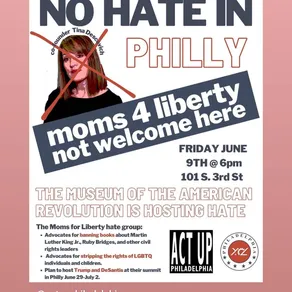 NO HATE IN
PHILLY
co-founder Tina Descovich
moms 4 liberty
not welcome here
FRIDAY JUNE
9TH @ 6pm
101 S. 3rd St
THE MUSEUM OF THE AMERICAN
REVOLUTION IS HOSTING HATE
The Moms for Liberty hate group:
• Advocates for banning books about Martin
Luther King Jr., Ruby Bridges, and other civil
rights leaders
• Advocates for stripping the rights of LGBTQ
individuals and children.
• Plan to host Trump and DeSantis at their summit
in Philly June 29-July 2.
ACT UP
PHILADELPHIA